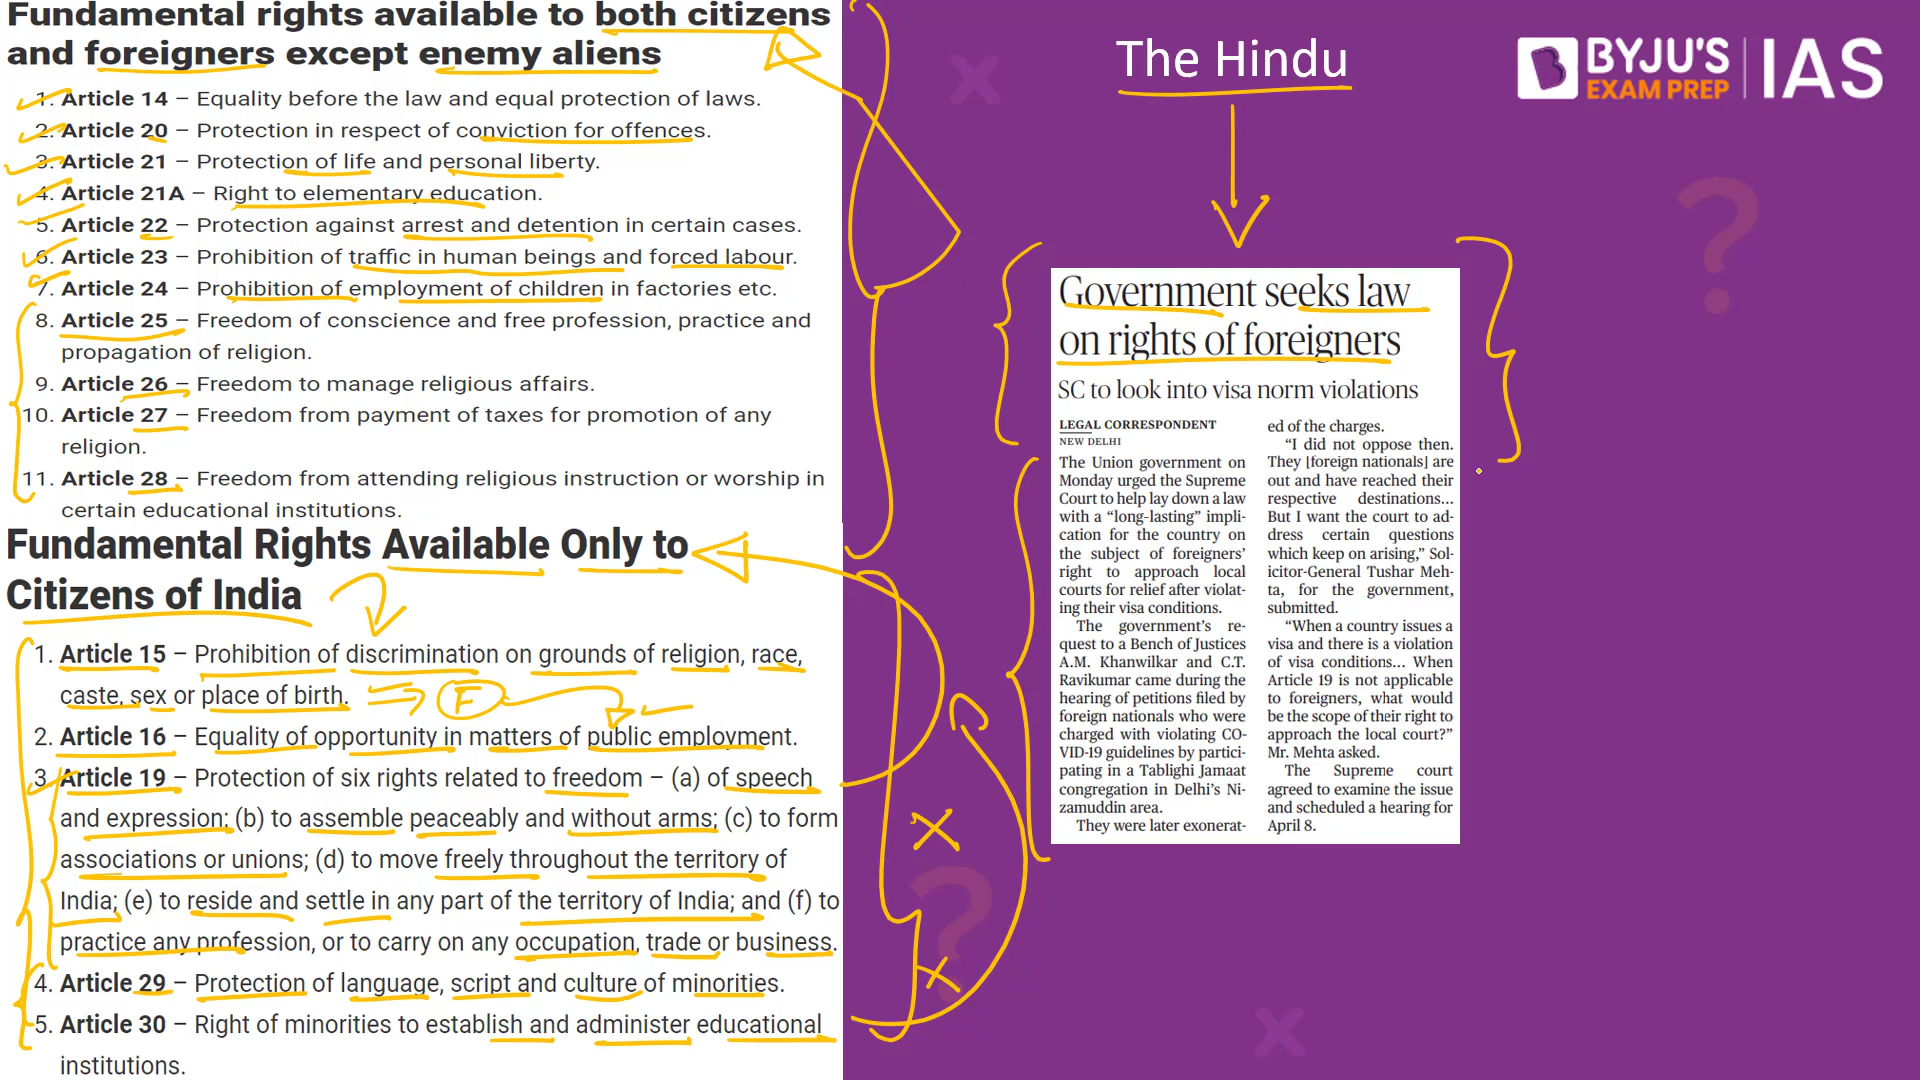 Fundamental rights available to both citizens
and foreigners except enemy aliens
1. Article 14 – Equality before the law and equal protection of laws.
2. Article 20 – Protection in respect of conviction for offences.
3. Article 21 – Protection of life and personal liberty.
4. Article 21A – Right to elementary education.
5. Article 22 – Protection against arrest and detention in certain cases.
6. Article 23 – Prohibition of traffic in human beings and forced labour.
7. Article 24 – Prohibition of employment of children in factories etc.
8. Article 25 – Freedom of conscience and free profession, practice and
propagation of religion.
9. Article 26 – Freedom to manage religious affairs.
10. Article 27 – Freedom from payment of taxes for promotion of any
religion.
11. Article 28 – Freedom from attending religious instruction or worship in
certain educational institutions.
Fundamental Rights Available Only to
Citizens of India
1. Article 15 – Prohibition of discrimination on grounds of religion, race,
caste, sex or place of birth.
F
2. Article 16 – Equality of opportunity in matters of public employment.
3. Article 19 – Protection of six rights related to freedom – (a) of speech
and expression; (b) to assemble peaceably and without arms; (c) to form
associations or unions; (d) to move freely throughout the territory of
India; (e) to reside and settle in any part of the territory of India; and (f) to
practice any profession, or to carry on any occupation, trade or business.
4. Article 29 – Protection of language, script and culture of minorities.
5. Article 30 – Right of minorities to establish and administer educational
institutions.
The Hindu
BYJU'S
EXAM PREP
IAS
Government seeks law
on rights of foreigners
SC to look into visa norm violations
LEGAL CORRESPONDENT
NEW DELHI
The Union government on
Monday urged the Supreme
Court to help lay down a law
with a “long-lasting” impli-
cation for the country on
the subject of foreigners’
right to approach local
courts for relief after violat-
ing their visa conditions.
The government’s re-
quest to a Bench of Justices
A.M. Khanwilkar and C.T.
Ravikumar came during the
hearing of petitions filed by
foreign nationals who were
charged with violating CO-
VID-19 guidelines by partici-
pating in a Tablighi Jamaat
congregation in Delhi’s Ni-
zamuddin area.
They were later exonerat-
ed of the charges.
“I did not oppose then.
They [foreign nationals] are
out and have reached their
respective destinations...
But I want the court to ad-
dress certain questions
which keep on arising,” Sol-
icitor-General Tushar Meh-
ta, for the government,
submitted.
“When a country issues a
visa and there is a violation
of visa conditions... When
Article 19 is not applicable
to foreigners, what would
be the scope of their right to
approach the local court?”
Mr. Mehta asked.
The Supreme court
agreed to examine the issue
and scheduled a hearing for
April 8.